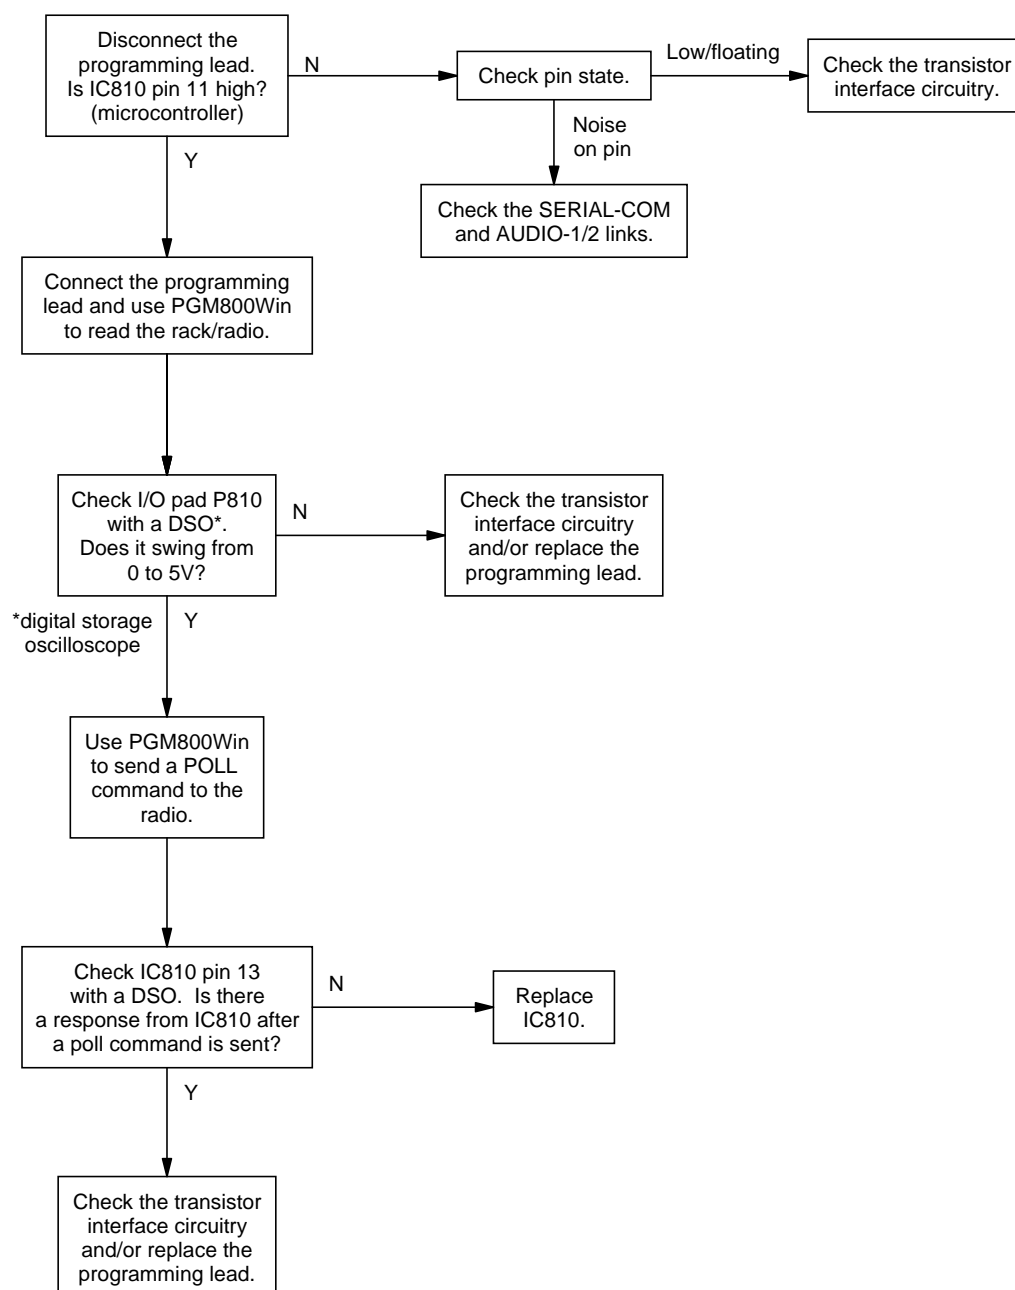 Disconnect the
programming lead.
Is IC810 pin 11 high?
(microcontroller)
N
Check pin state.
Low/floating
Check the transistor
interface circuitry.
Y
Noise
on pin
Check the SERIAL-COM
and AUDIO-1/2 links.
Connect the programming
lead and use PGM800Win
to read the rack/radio.
Check I/O pad P810
with a DSO*.
Does it swing from
0 to 5V?
N
Check the transistor
interface circuitry
and/or replace the
programming lead.
*digital storage
oscilloscope
Y
Use PGM800Win
to send a POLL
command to the
radio.
Check IC810 pin 13
with a DSO.  Is there
a response from IC810 after
a poll command is sent?
N
Replace
IC810.
Y
Check the transistor
interface circuitry
and/or replace the
programming lead.